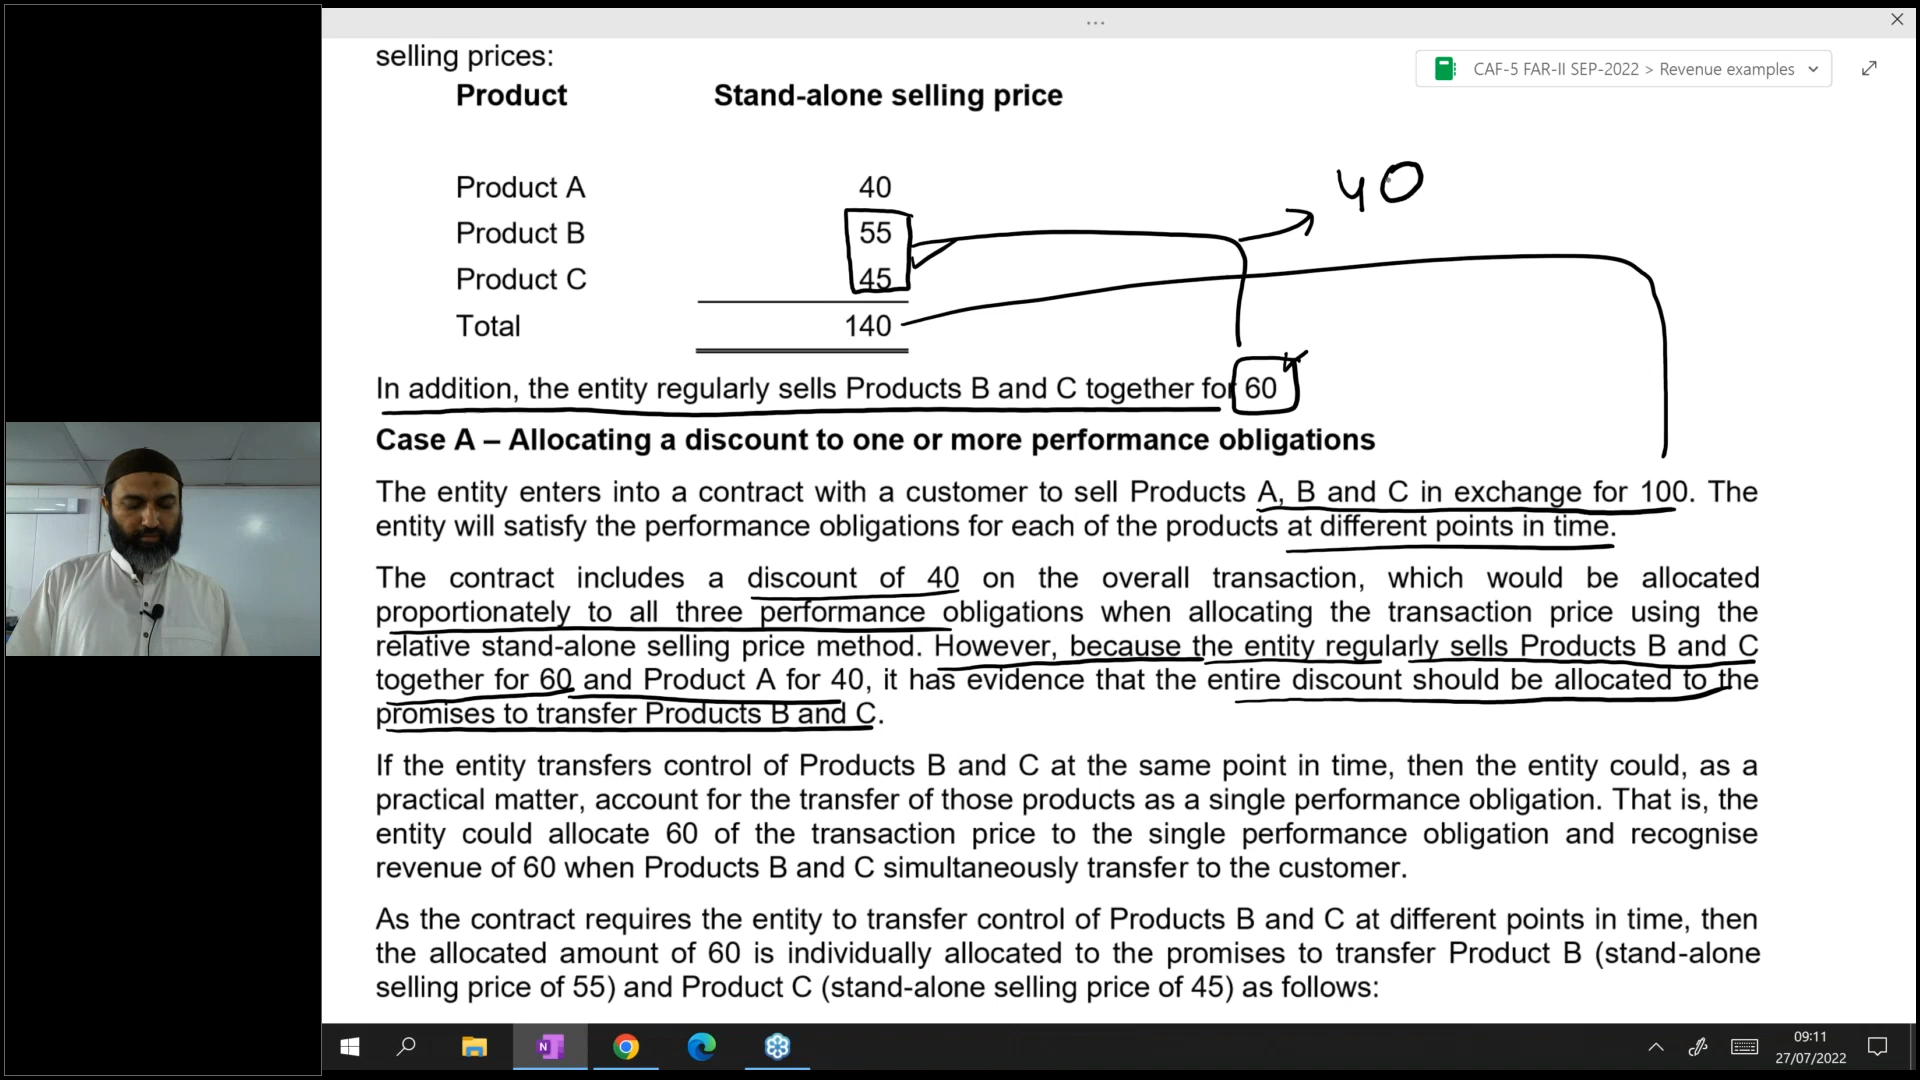 selling prices:
CAF-5 FAR-II SEP-2022 > Revenue examples
Product Stand-alone selling price
Product A 40
40
Product B 55
Product C 45
Total 140
In addition, the entity regularly sells Products B and C together for 60
Case A – Allocating a discount to one or more performance obligations
The entity enters into a contract with a customer to sell Products A, B and C in exchange for 100. The
entity will satisfy the performance obligations for each of the products at different points in time.
The contract includes a discount of 40 on the overall transaction, which would be allocated
proportionately to all three performance obligations when allocating the transaction price using the
relative stand-alone selling price method. However, because the entity regularly sells Products B and C
together for 60 and Product A for 40, it has evidence that the entire discount should be allocated to the
promises to transfer Products B and C.
If the entity transfers control of Products B and C at the same point in time, then the entity could, as a
practical matter, account for the transfer of those products as a single performance obligation. That is, the
entity could allocate 60 of the transaction price to the single performance obligation and recognise
revenue of 60 when Products B and C simultaneously transfer to the customer.
As the contract requires the entity to transfer control of Products B and C at different points in time, then
the allocated amount of 60 is individually allocated to the promises to transfer Product B (stand-alone
selling price of 55) and Product C (stand-alone selling price of 45) as follows:
09:11
27/07/2022